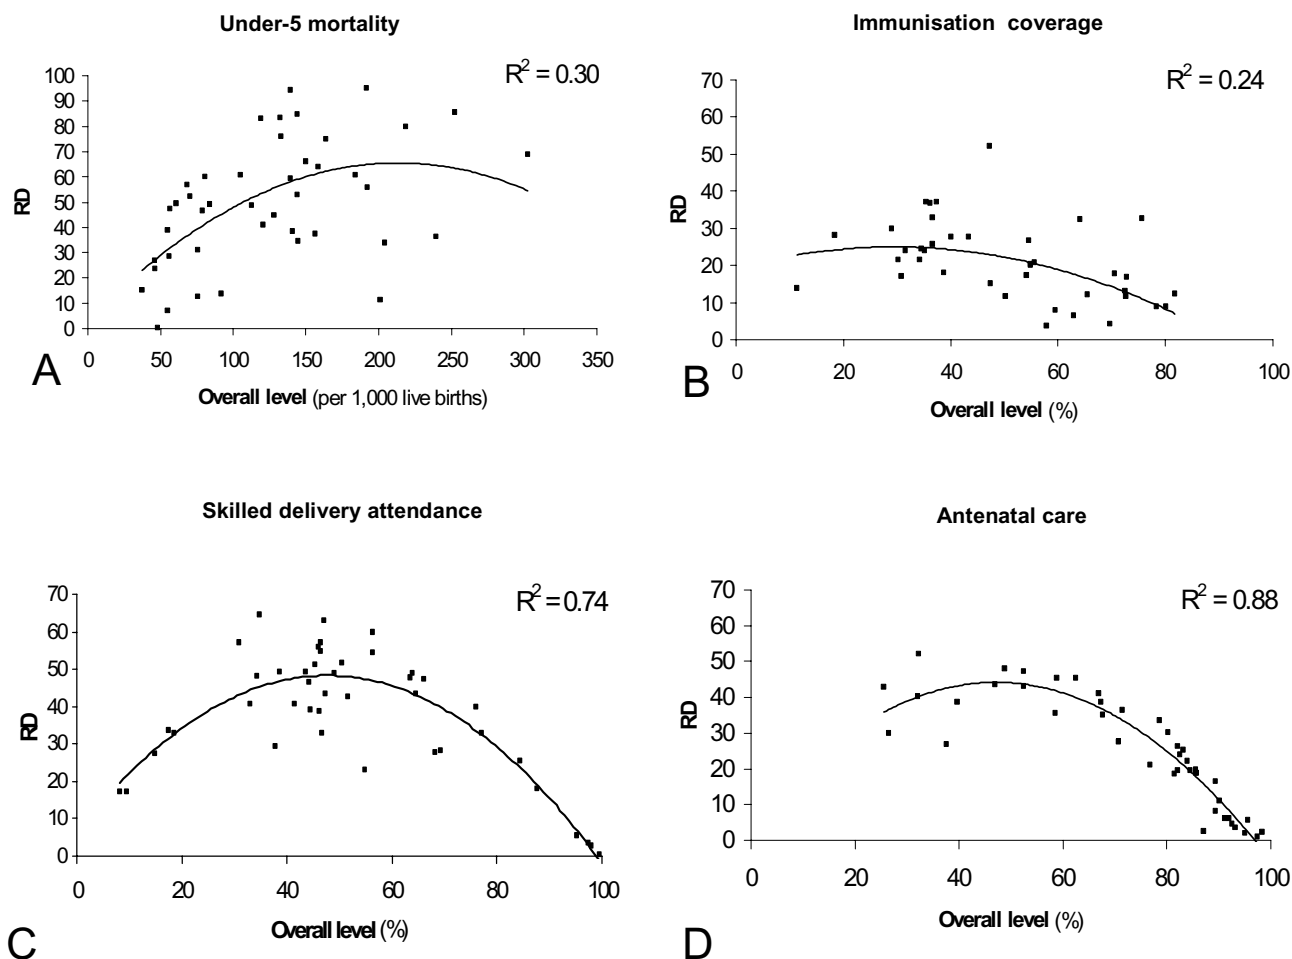 Under-5 mortality
R² = 0.30
100
90
80
70
60
50
40
30
20
10
0
RD
0 50 100 150 200 250 300 350
Overall level (per 1,000 live births)
A
Immunisation coverage
R² = 0.24
70
60
50
40
30
20
10
0
RD
0 20 40 60 80 100
Overall level (%)
B
Skilled delivery attendance
R² = 0.74
70
60
50
40
30
20
10
0
RD
0 20 40 60 80 100
Overall level (%)
C
Antenatal care
R² = 0.88
70
60
50
40
30
20
10
0
RD
0 20 40 60 80 100
Overall level (%)
D